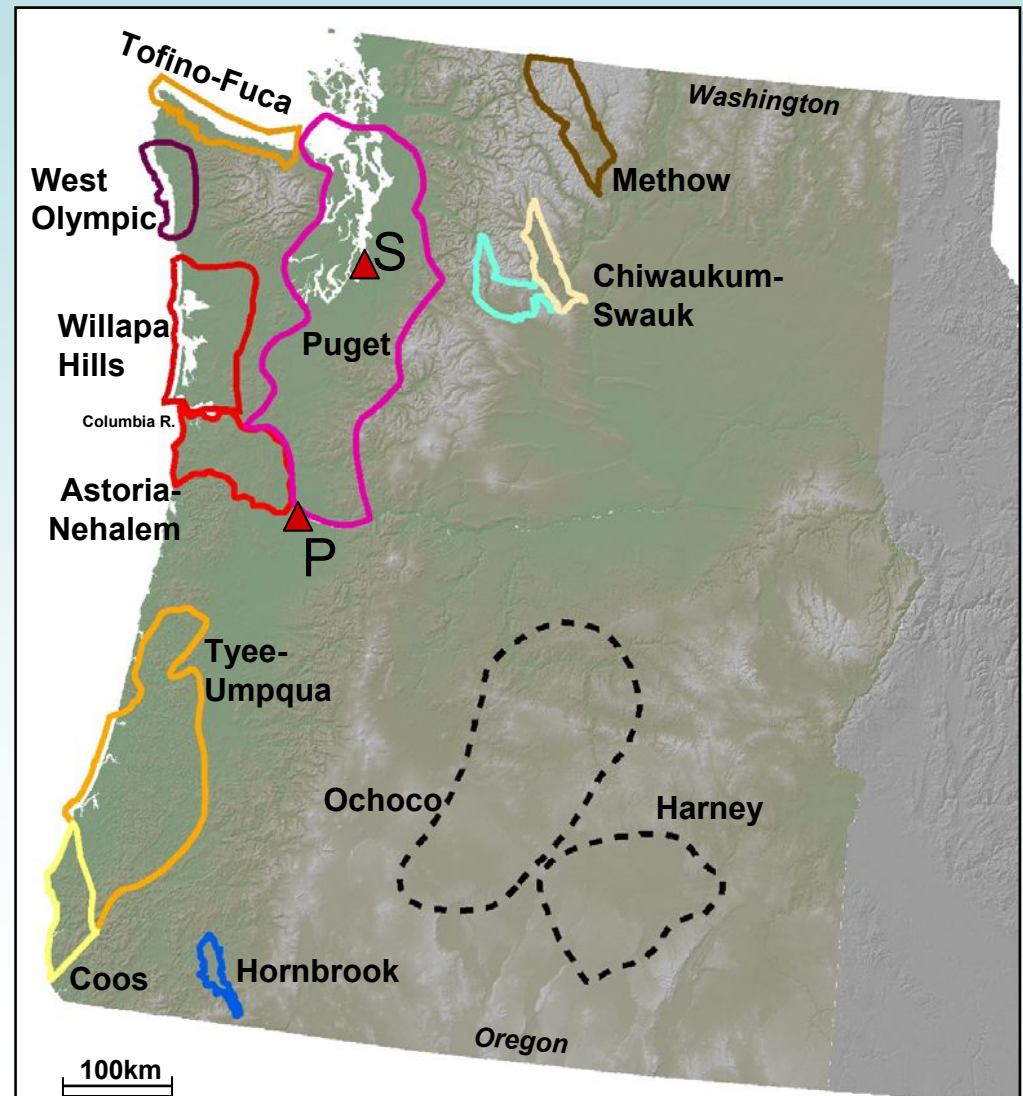 Tofino-Fuca
Washington
West
Olympic
Methow
S
Chiwaukum-
Swauk
Willapa
Hills
Puget
Columbia R.
Astoria-
Nehalem
P
Tyee-
Umpqua
Ochoco
Harney
Coos
Hornbrook
Oregon
100km